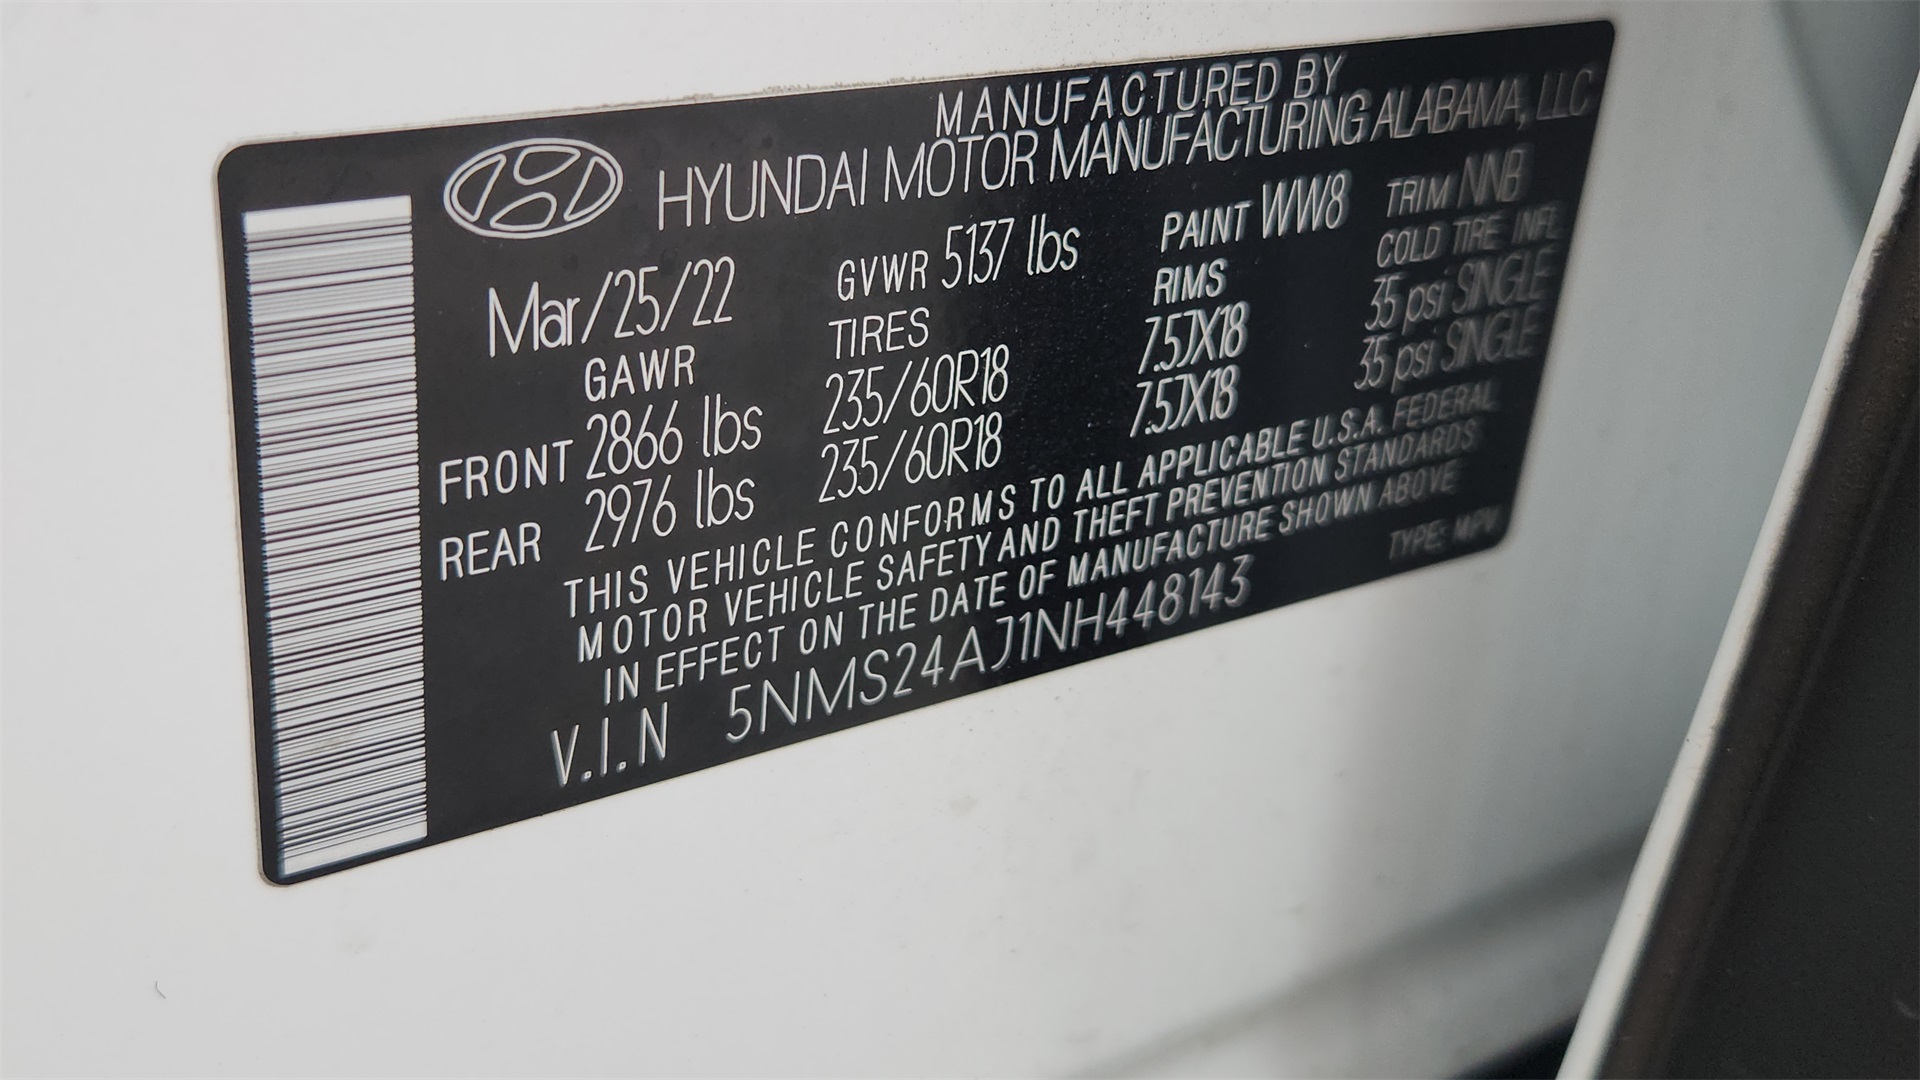 MANUFACTURED BY
HYUNDAI MOTOR MANUFACTURING ALABAMA, LLC
Mar/25/22 GVWR 5137 lbs PAINT WW8 TRIM NNB
GAWR TIRES RIMS COLD TIRE INFL
FRONT 2866 lbs 235/60R18 7.5JX18 35 psi SINGLE
REAR 2976 lbs 235/60R18 7.5JX18 35 psi SINGLE
THIS VEHICLE CONFORMS TO ALL APPLICABLE U.S.A. FEDERAL
MOTOR VEHICLE SAFETY AND THEFT PREVENTION STANDARDS
IN EFFECT ON THE DATE OF MANUFACTURE SHOWN ABOVE
V.I.N 5NMS24AJ1NH448143 TYPE: MPV